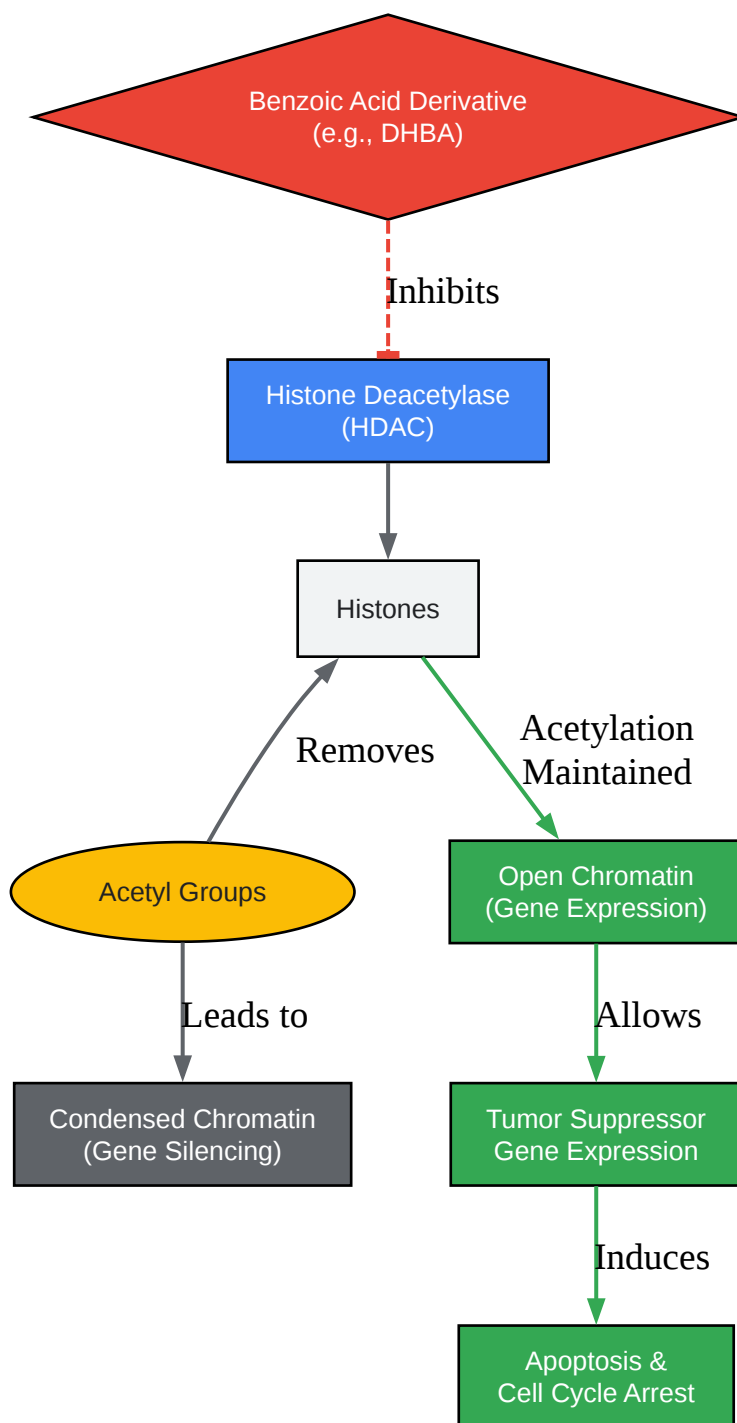 Benzoic Acid Derivative
(e.g., DHBA)
Inhibits
Histone Deacetylase
(HDAC)
Histones
Removes
Acetylation
Maintained
Acetyl Groups
Open Chromatin
(Gene Expression)
Leads to
Allows
Condensed Chromatin
(Gene Silencing)
Tumor Suppressor
Gene Expression
Induces
Apoptosis &
Cell Cycle Arrest